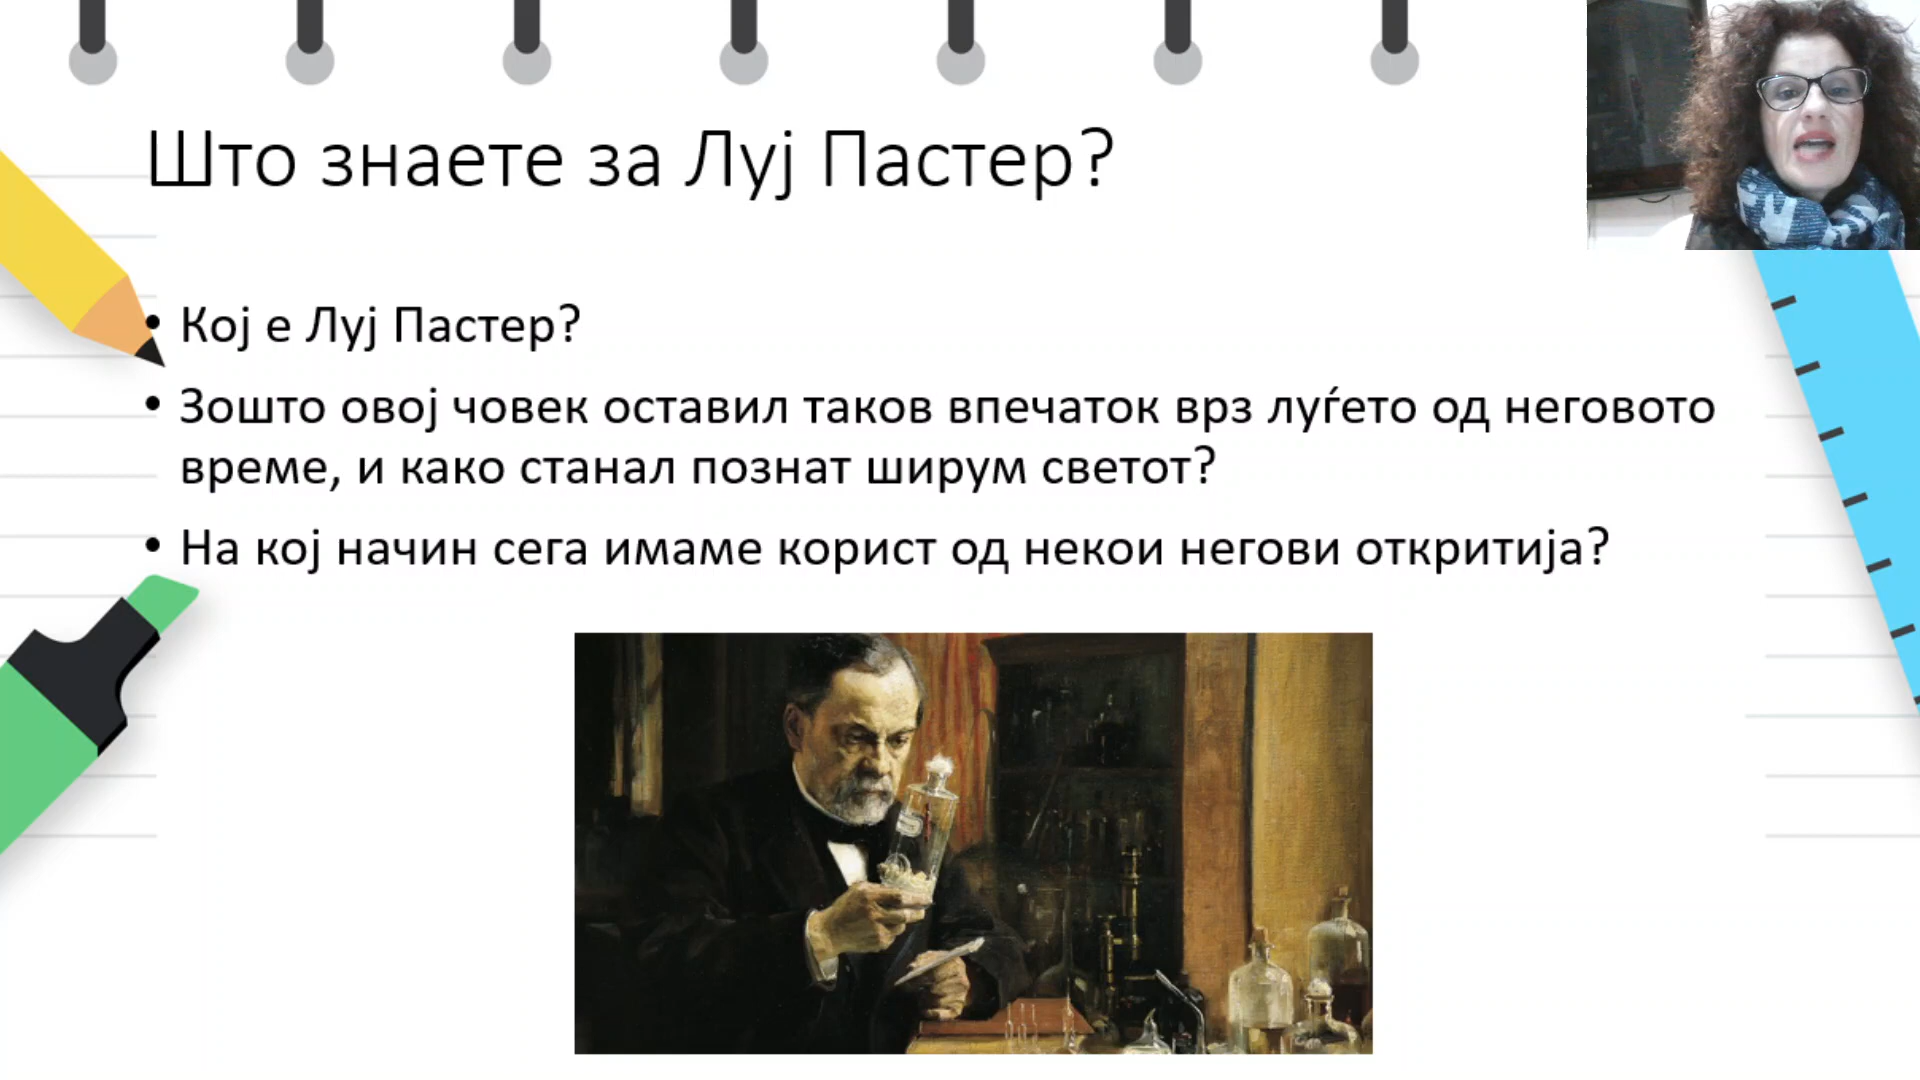 Што знаете за Луј Пастер?
• Кој е Луј Пастер?
• Зошто овој човек оставил таков впечаток врз луѓето од неговото
време, и како станал познат ширум светот?
• На кој начин сега имаме корист од некои негови откритија?